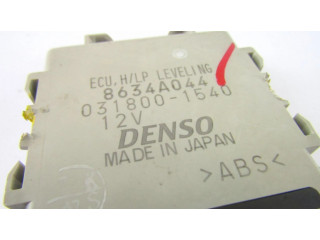 ECU, H/LP LEVELING
8634A044
031800-1540
12V
DENSO
MADE IN JAPAN
>ABS<